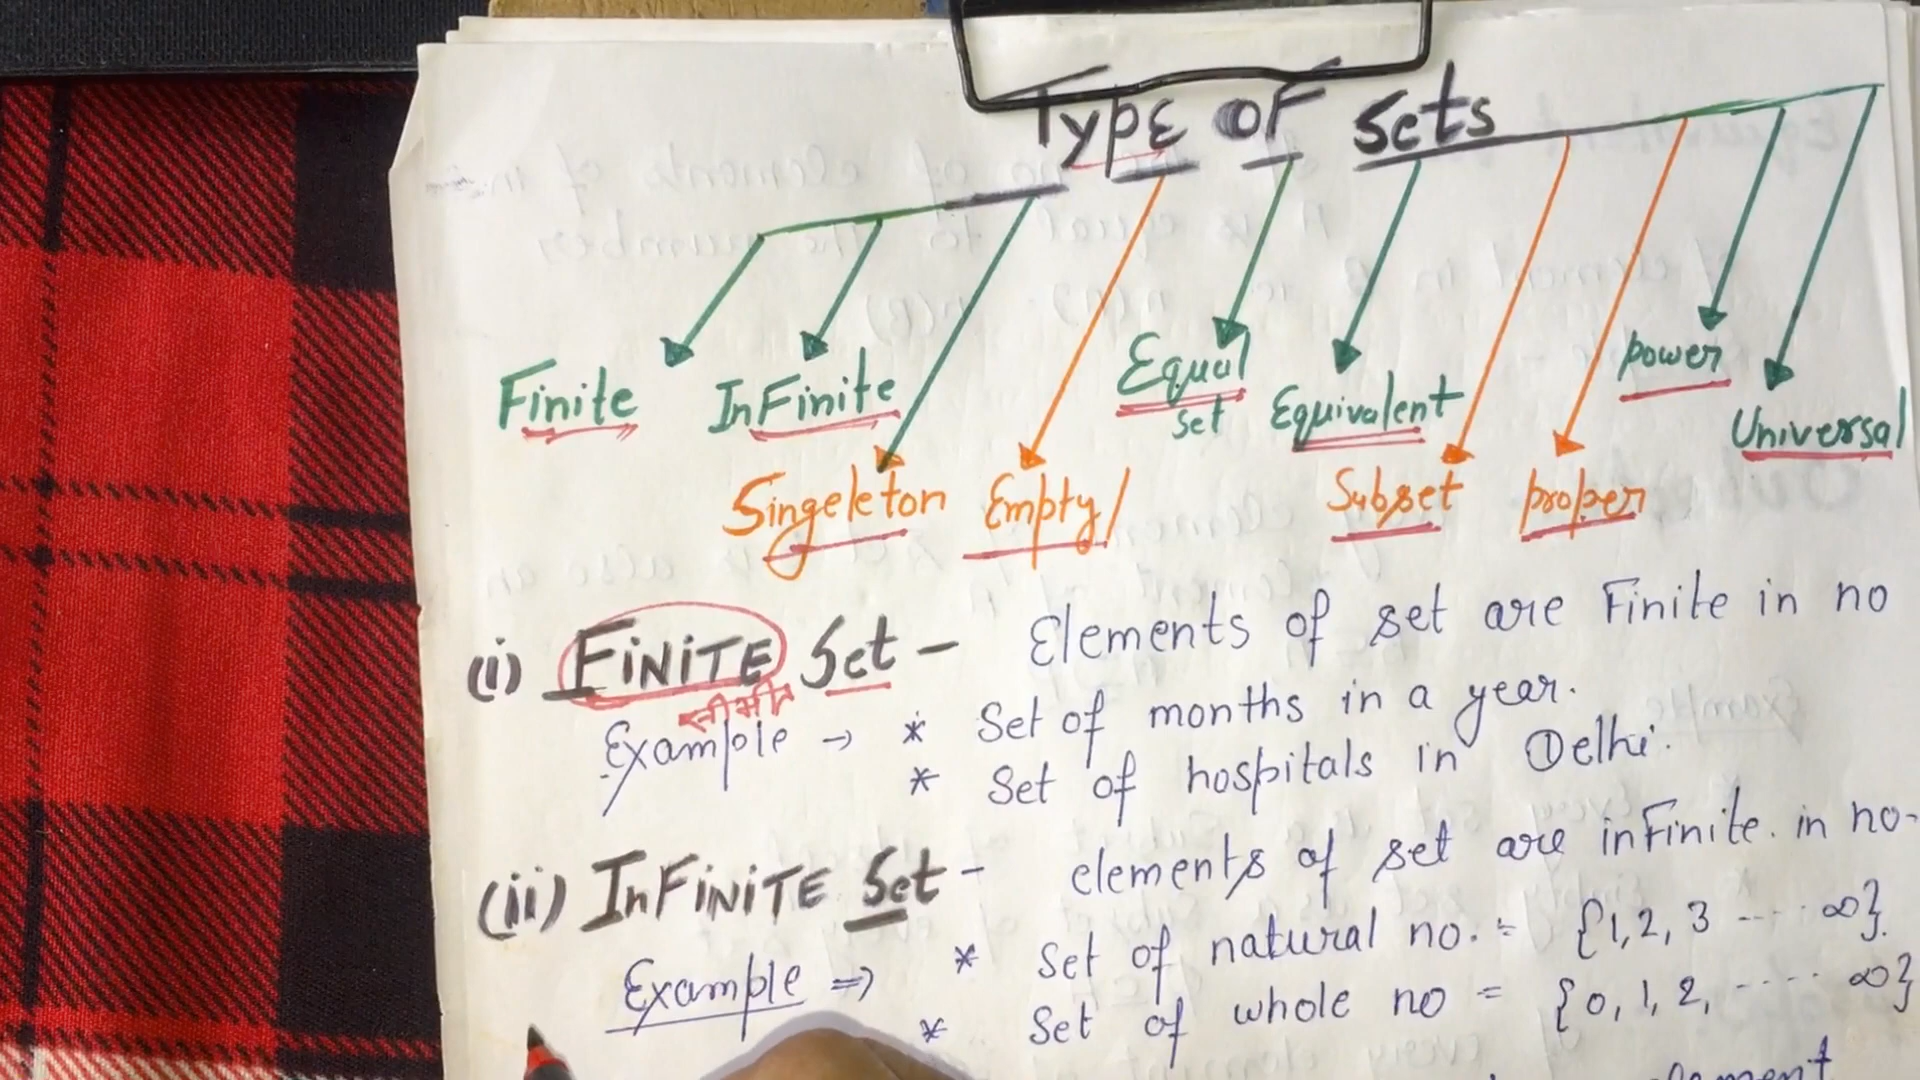 Type of Sets
Finite
InFinite
Singeleton
Empty/
Equal
set
Equivalent
Subset
proper
power
Universal
(i) FiNiTE Set - Elements of set are Finite in no
सीमीत
Example → * Set of months in a year.
* Set of hospitals in Delhi.
(ii) InFiNiTE Set - elements of set are inFinite. in no-
Example ⇒ * Set of natural no. = {1, 2, 3 ---- ∞}.
* Set of whole no = {0, 1, 2, ---- ∞}
element